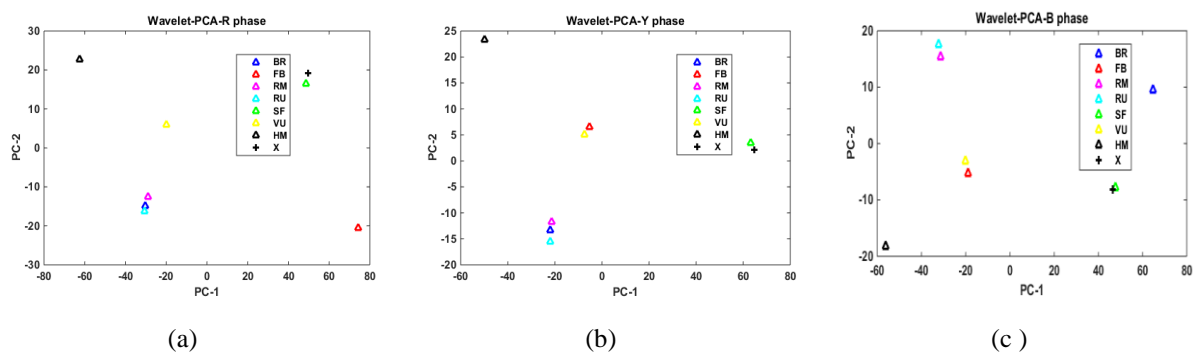 Wavelet-PCA-R phase
PC-2
30
20
10
0
-10
-20
-30
-80 -60 -40 -20 0 20 40 60 80
PC-1
BR
FB
RM
RU
SF
VU
HM
X
(a)
Wavelet-PCA-Y phase
PC-2
25
20
15
10
5
0
-5
-10
-15
-20
-60 -40 -20 0 20 40 60 80
PC-1
BR
FB
RM
RU
SF
VU
HM
X
(b)
Wavelet-PCA-B phase
PC-2
20
10
0
-10
-20
-60 -40 -20 0 20 40 60 80
PC-1
BR
FB
RM
RU
SF
VU
HM
X
(c )